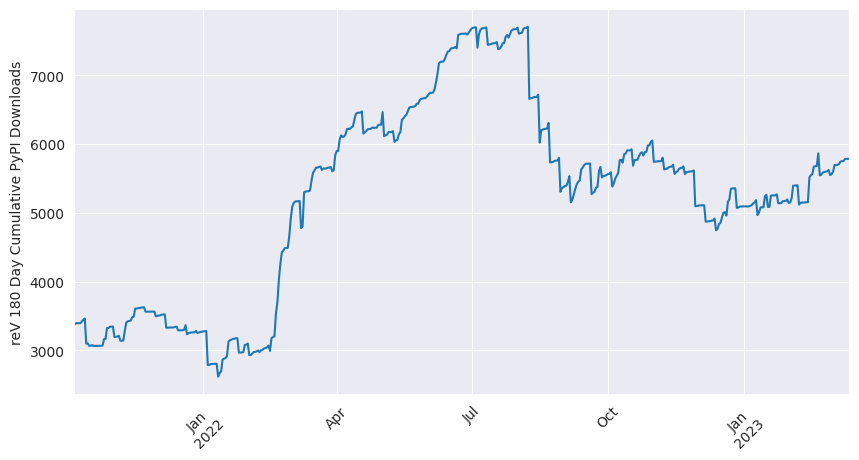 reV 180 Day Cumulative PyPI Downloads
7000
6000
5000
4000
3000
Jan
2022
Apr
Jul
Oct
Jan
2023